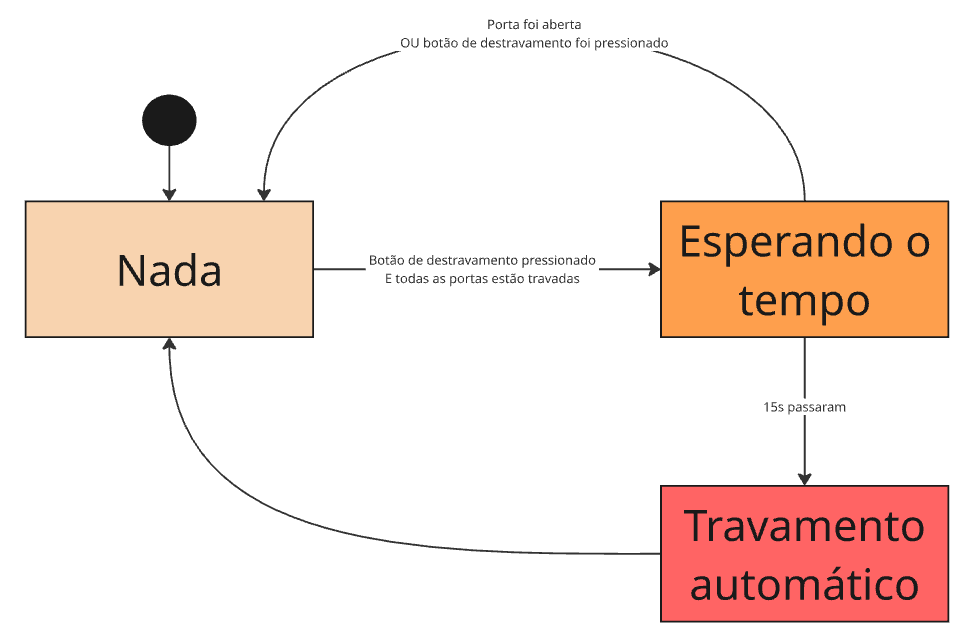 Porta foi aberta
OU botão de destravamento foi pressionado
Nada
Botão de destravamento pressionado
E todas as portas estão travadas
Esperando o
tempo
15s passaram
Travamento
automático